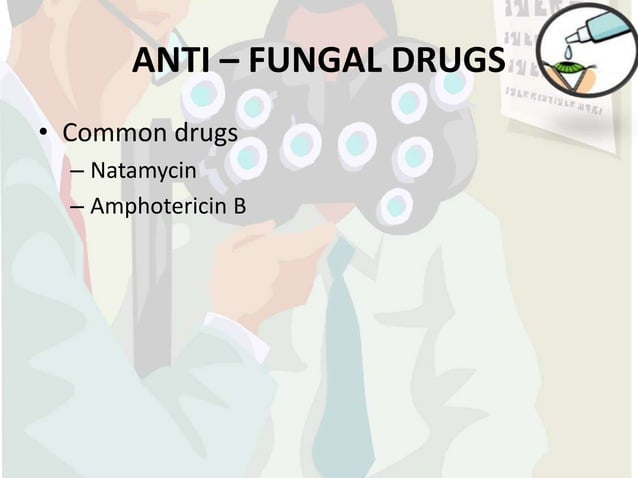 ANTI – FUNGAL DRUGS
• Common drugs
– Natamycin
– Amphotericin B